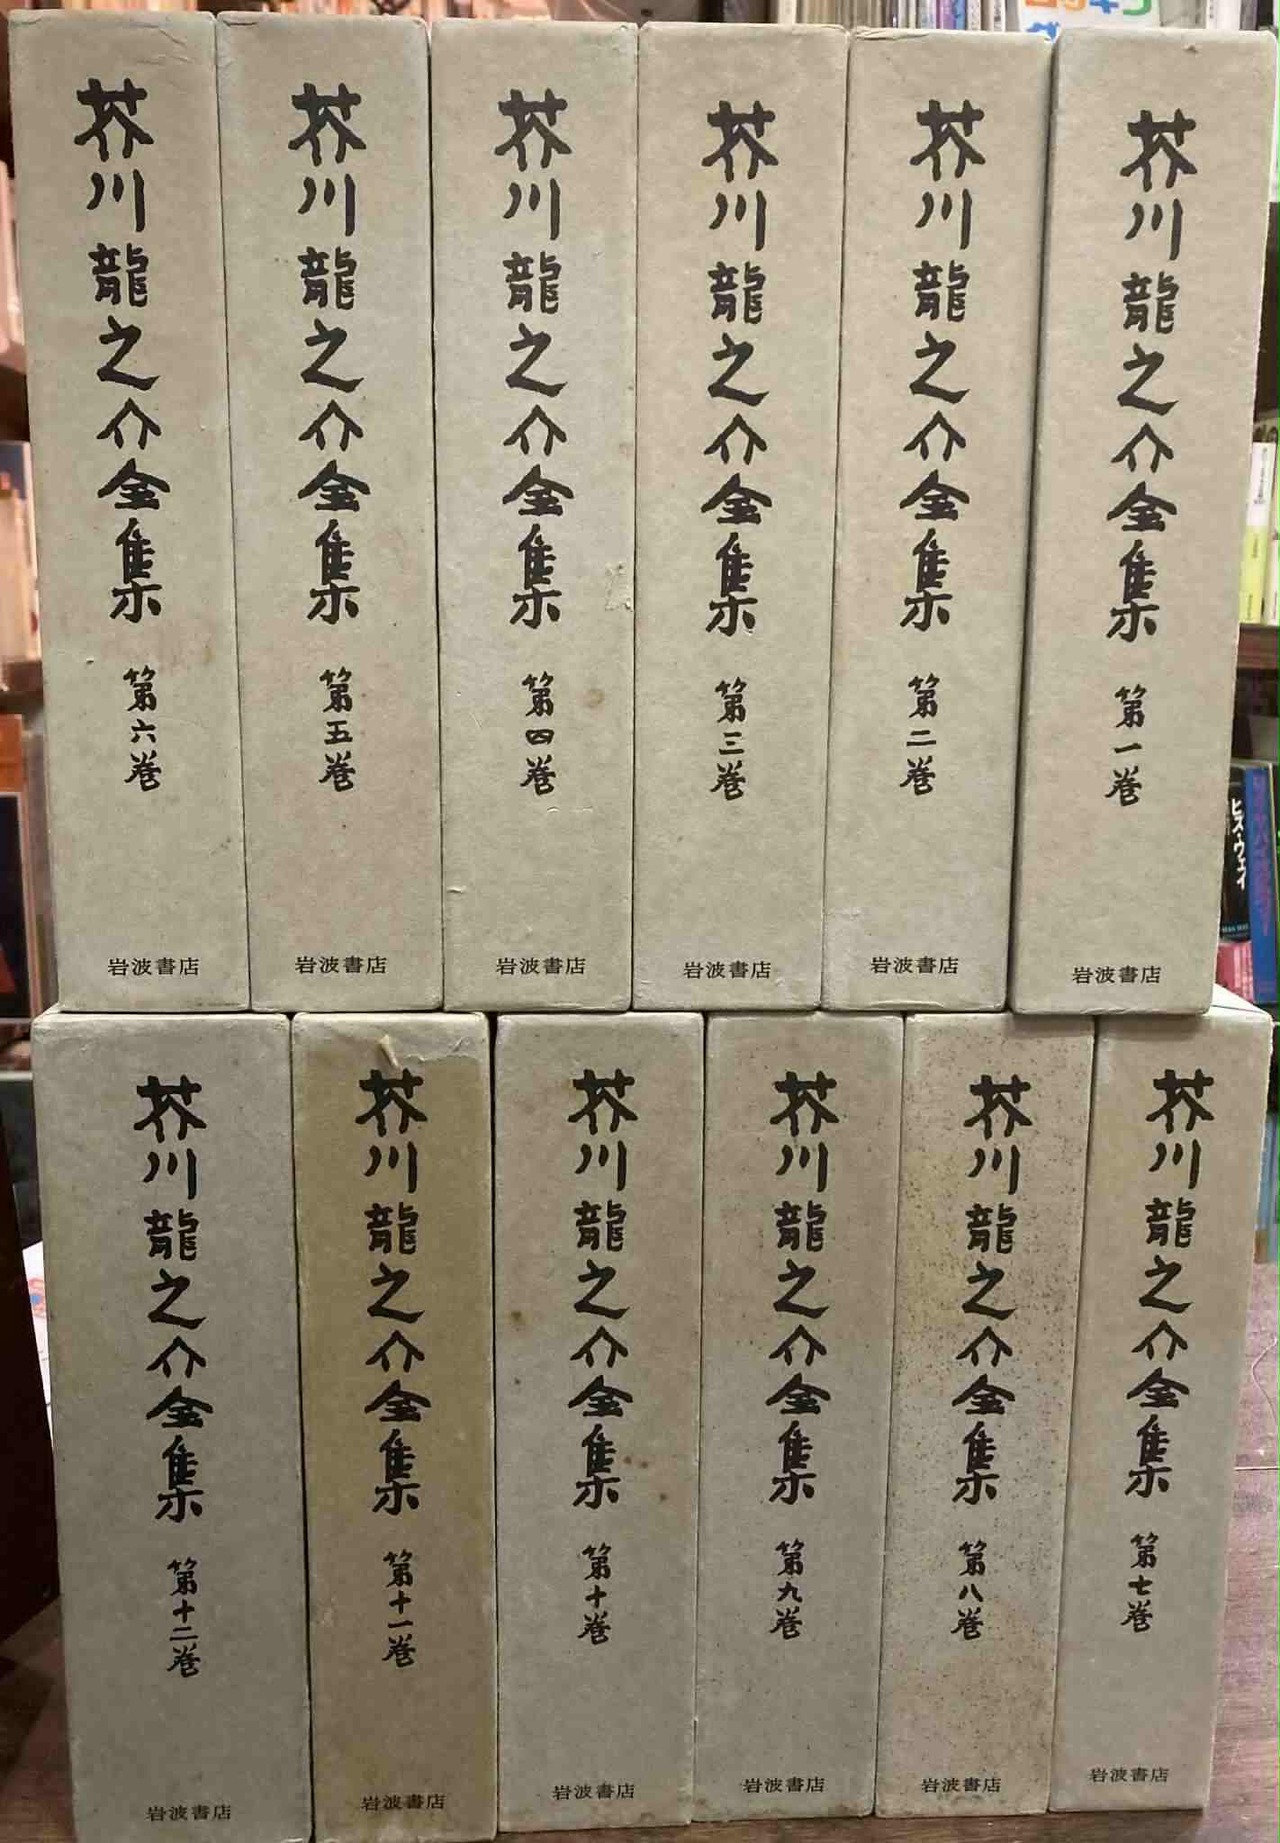 芥川龍之介全集 第一巻 岩波書店
芥川龍之介全集 第二巻 岩波書店
芥川龍之介全集 第三巻 岩波書店
芥川龍之介全集 第四巻 岩波書店
芥川龍之介全集 第五巻 岩波書店
芥川龍之介全集 第六巻 岩波書店
芥川龍之介全集 第七巻 岩波書店
芥川龍之介全集 第八巻 岩波書店
芥川龍之介全集 第九巻 岩波書店
芥川龍之介全集 第十巻 岩波書店
芥川龍之介全集 第十一巻 岩波書店
芥川龍之介全集 第十二巻 岩波書店
ヒズ・ウェイ